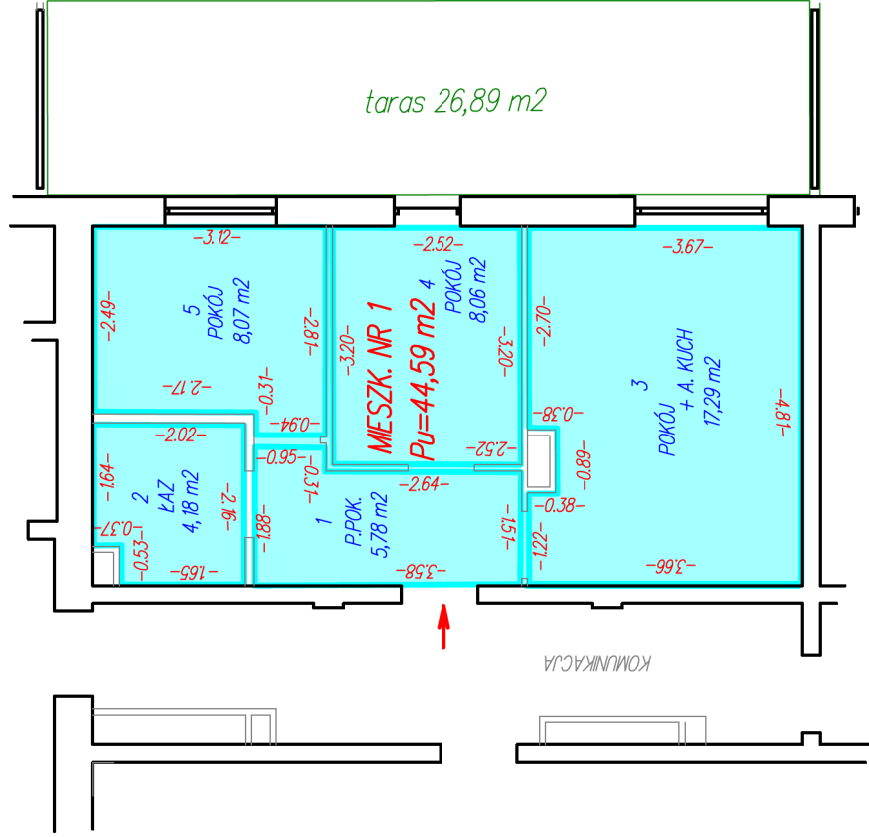 taras 26,89 m2
-3.12-
-2.49-
5
POKÓJ
8,07 m2
-2.81-
-2.17-
-0.31-
-0.94-
-2.52-
4
POKÓJ
8,06 m2
-3.20-
-3.20-
-2.52-
MIESZK. NR 1
Pu=44,59 m2
-3.67-
-2.70-
3
POKÓJ
+ A. KUCH
17,29 m2
-4.81-
-0.38-
-0.89-
-0.38-
-1.22-
-3.66-
-2.02-
-1.64-
2
ŁAZ
4,18 m2
-2.16-
-0.37-
-0.53-
-1.65-
-0.95-
-0.31-
-2.64-
-1.88-
1
P.POK.
5,78 m2
-1.51-
-3.58-
KOMUNIKACJA